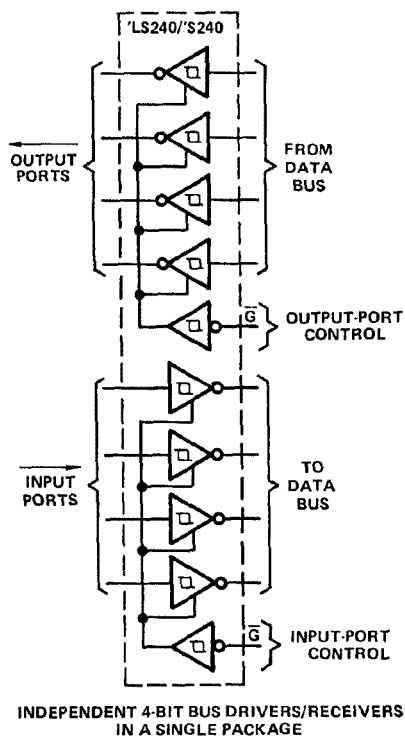 'LS240/'S240
OUTPUT
PORTS
FROM
DATA
BUS
G̅
OUTPUT-PORT
CONTROL
INPUT
PORTS
TO
DATA
BUS
G̅
INPUT-PORT
CONTROL
INDEPENDENT 4-BIT BUS DRIVERS/RECEIVERS
IN A SINGLE PACKAGE